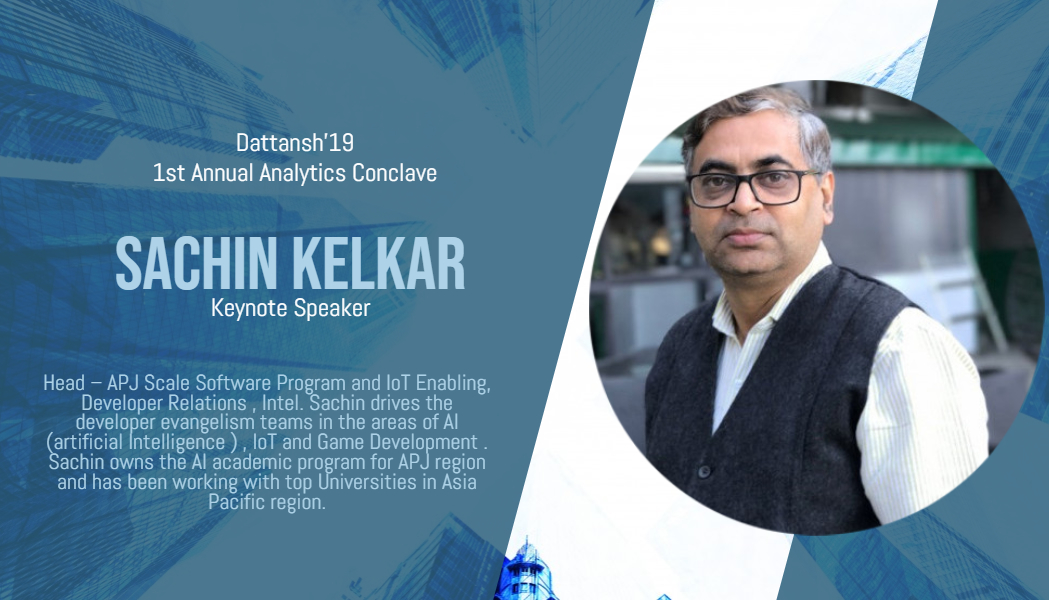 Dattansh'19
1st Annual Analytics Conclave
SACHIN KELKAR
Keynote Speaker
Head – APJ Scale Software Program and IoT Enabling,
Developer Relations , Intel. Sachin drives the
developer evangelism teams in the areas of AI
(artificial Intelligence ) , IoT and Game Development .
Sachin owns the AI academic program for APJ region
and has been working with top Universities in Asia
Pacific region.